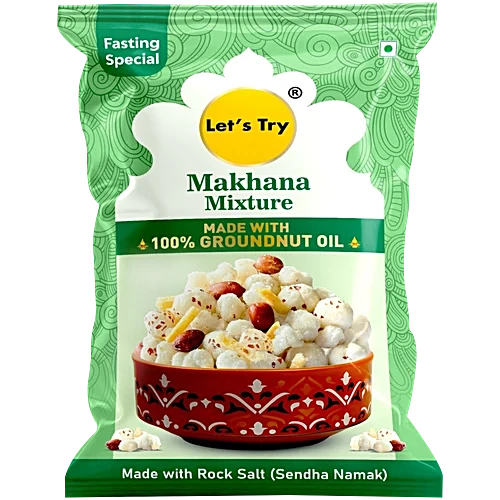 Fasting
Special
®
Let's Try
Makhana
Mixture
MADE WITH
100% GROUNDNUT OIL
Made with Rock Salt (Sendha Namak)